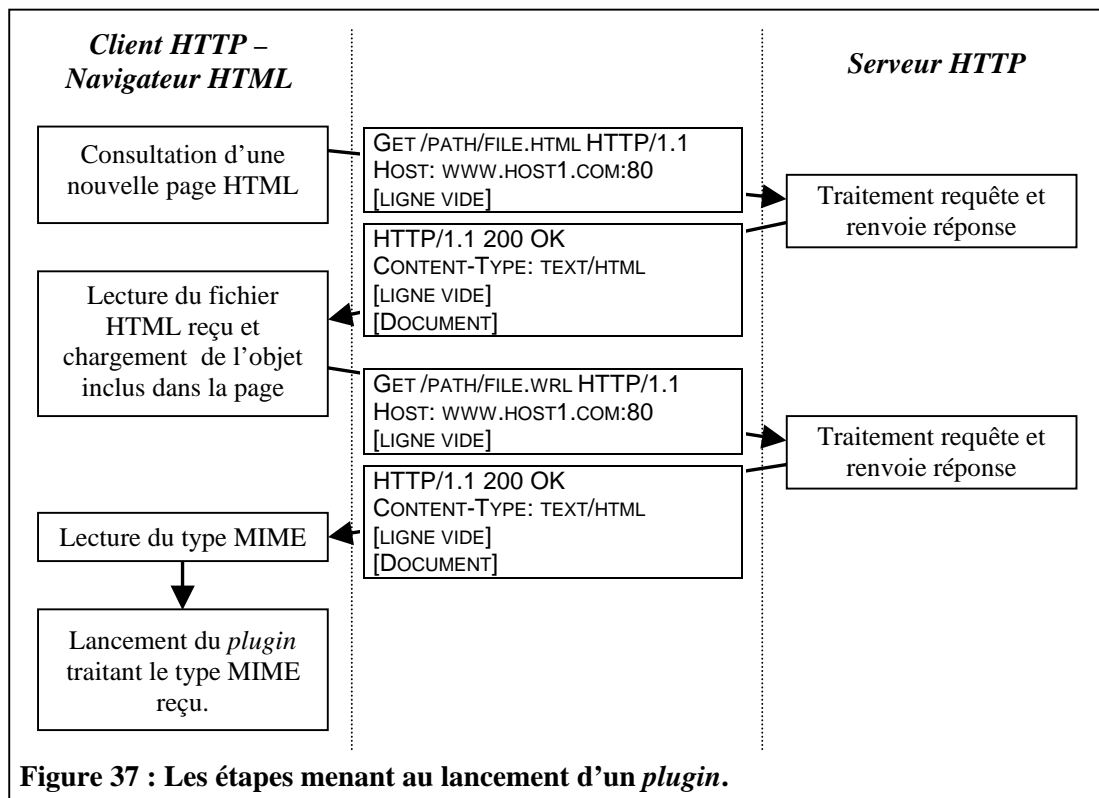 Client HTTP –
Navigateur HTML
Serveur HTTP
Consultation d'une
nouvelle page HTML
GET /PATH/FILE.HTML HTTP/1.1
HOST: WWW.HOST1.COM:80
[LIGNE VIDE]
Traitement requête et
renvoie réponse
HTTP/1.1 200 OK
CONTENT-TYPE: TEXT/HTML
[LIGNE VIDE]
[DOCUMENT]
Lecture du fichier
HTML reçu et
chargement de l'objet
inclus dans la page
GET /PATH/FILE.WRL HTTP/1.1
HOST: WWW.HOST1.COM:80
[LIGNE VIDE]
Traitement requête et
renvoie réponse
HTTP/1.1 200 OK
CONTENT-TYPE: TEXT/HTML
[LIGNE VIDE]
[DOCUMENT]
Lecture du type MIME
Lancement du plugin
traitant le type MIME
reçu.
Figure 37 : Les étapes menant au lancement d'un plugin.